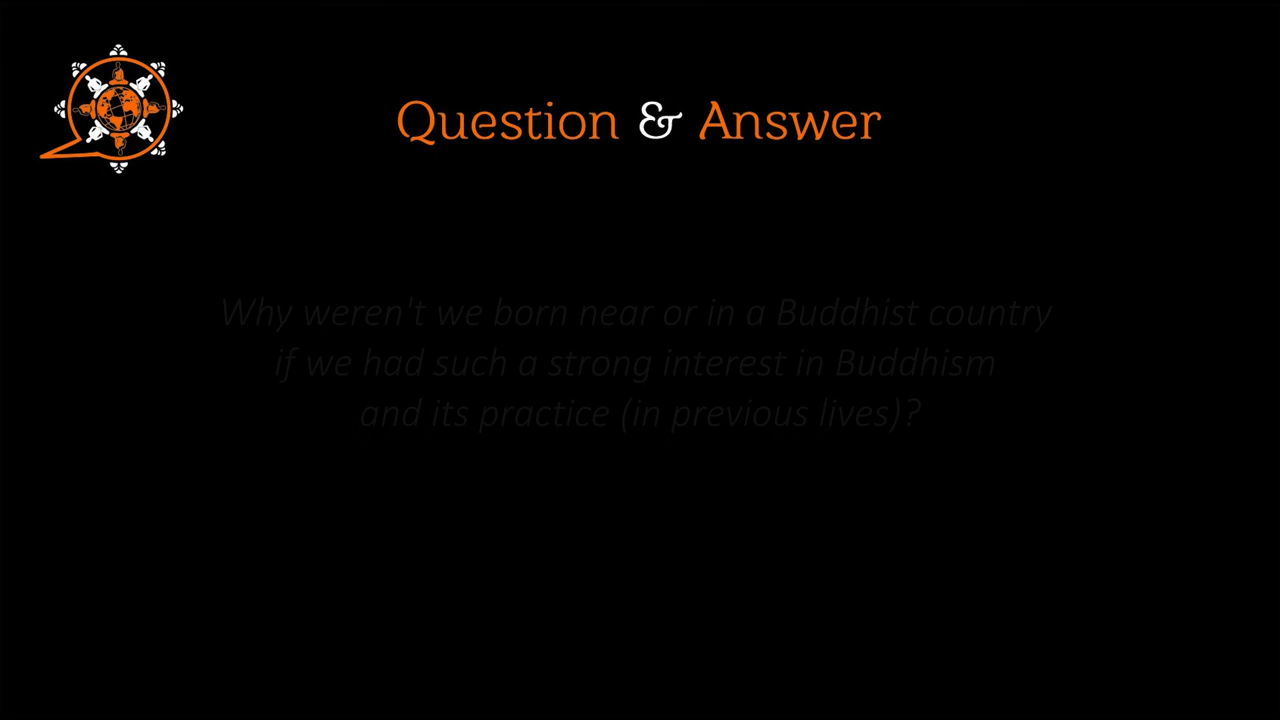 Question & Answer
Why weren't we born near or in a Buddhist country
if we had such a strong interest in Buddhism
and its practice (in previous lives)?